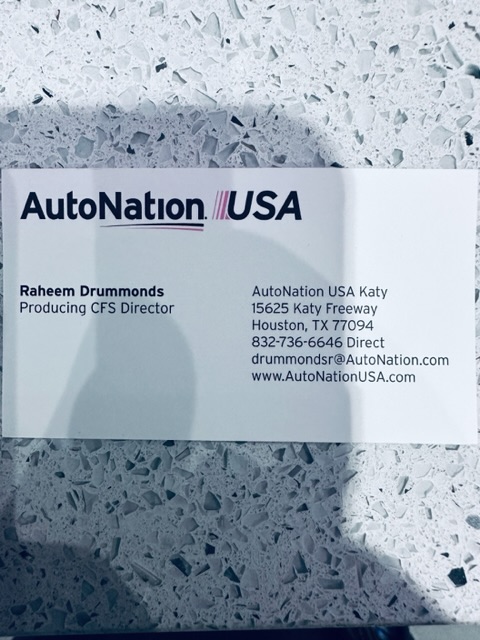 AutoNation. USA
Raheem Drummonds
Producing CFS Director
AutoNation USA Katy
15625 Katy Freeway
Houston, TX 77094
832-736-6646 Direct
drummondsr@AutoNation.com
www.AutoNationUSA.com